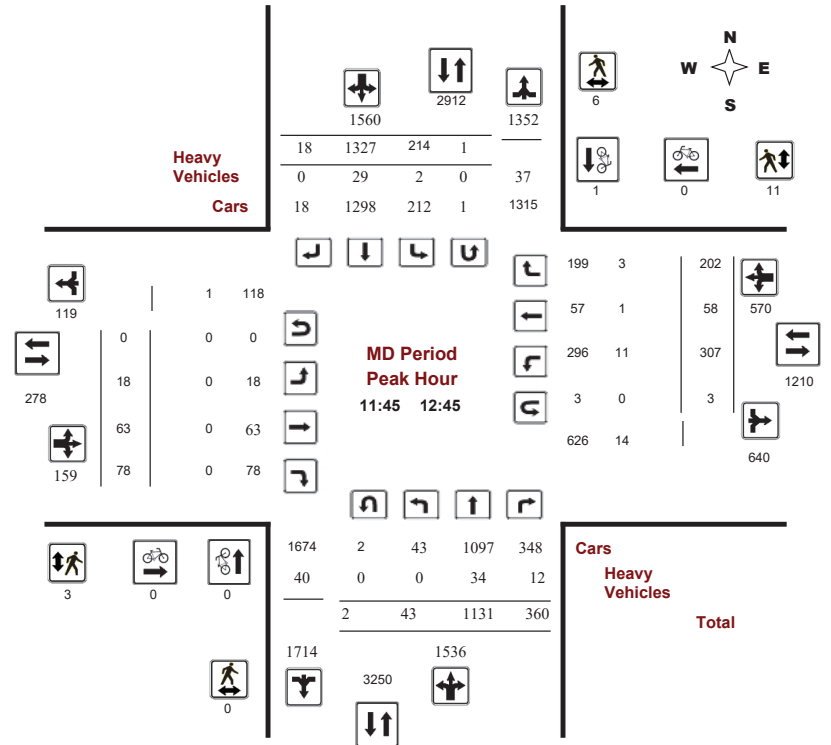 N
W E
S
2912
6
1560 1352
18 1327 214 1
Heavy
Vehicles
0 29 2 0 37
Cars
18 1298 212 1 1315
1 0 11
199 3 202
1 118
119
57 1 58 570
0 0 0
MD Period
Peak Hour
11:45 12:45
296 11 307
18 0 18
278
1210
3 0 3
63 0 63
626 14
640
159
78 0 78
1674 2 43 1097 348
Cars
40 0 0 34 12
Heavy
Vehicles
3 0 0
2 43 1131 360
Total
1714 1536
3250
0